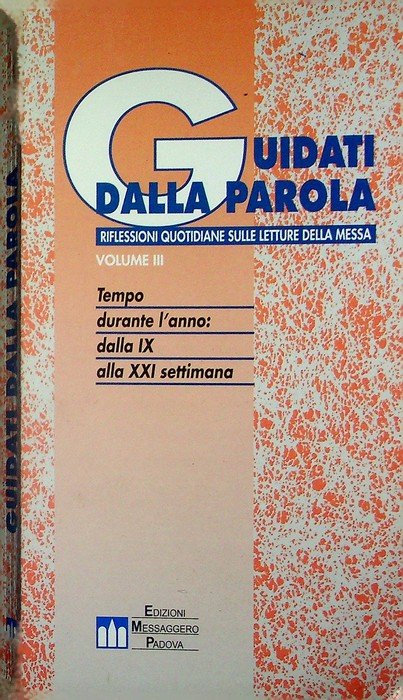 GUIDATI
DALLA PAROLA
RIFLESSIONI QUOTIDIANE SULLE LETTURE DELLA MESSA
VOLUME III
Tempo
durante l'anno:
dalla IX
alla XXI settimana
EDIZIONI
MESSAGGERO
PADOVA
GUIDATI DALLA PAROLA